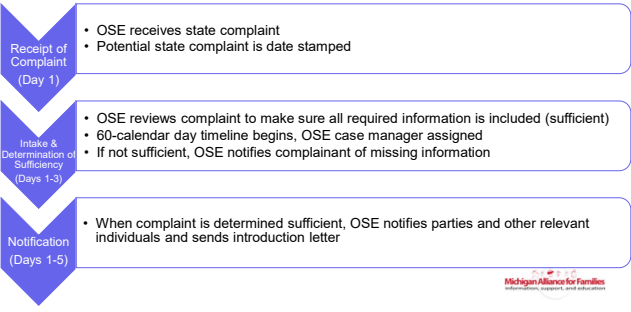 Receipt of
Complaint
(Day 1)
• OSE receives state complaint
• Potential state complaint is date stamped
Intake &
Determination of
Sufficiency
(Days 1-3)
• OSE reviews complaint to make sure all required information is included (sufficient)
• 60-calendar day timeline begins, OSE case manager assigned
• If not sufficient, OSE notifies complainant of missing information
Notification
(Days 1-5)
• When complaint is determined sufficient, OSE notifies parties and other relevant
individuals and sends introduction letter
Michigan Alliance for Families
information, support, and education